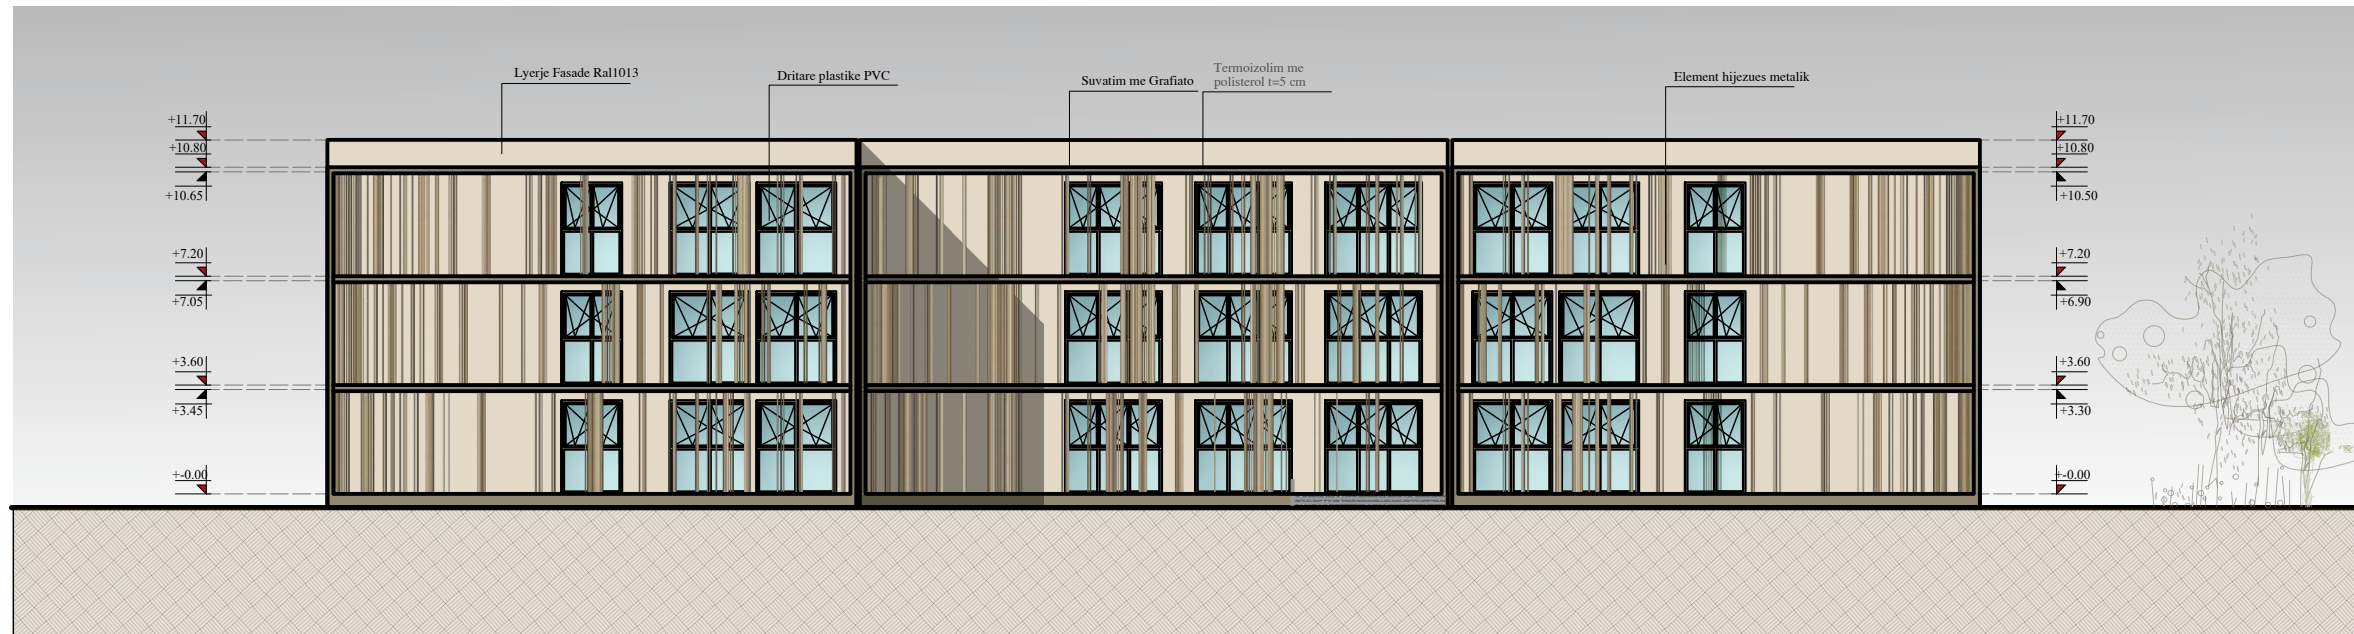 Lyerje Fasade Ral1013
Dritare plastike PVC
Suvatim me Grafiato
Termoizolim me
polisterol t=5 cm
Element hijezues metalik
+11.70
+10.80
+10.65
+7.20
+7.05
+3.60
+3.45
+-0.00
+11.70
+10.80
+10.50
+7.20
+6.90
+3.60
+3.30
+-0.00